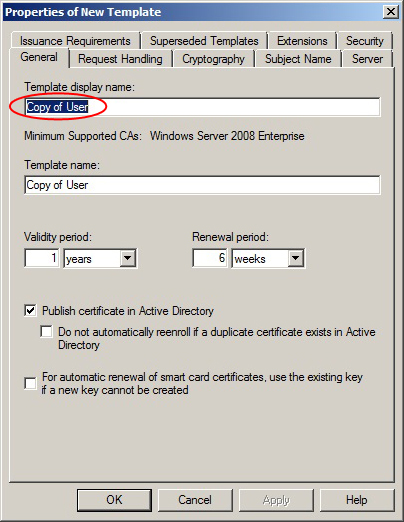 Properties of New Template
Issuance Requirements Superseded Templates Extensions Security
General Request Handling Cryptography Subject Name Server
Template display name:
Copy of User
Minimum Supported CAs: Windows Server 2008 Enterprise
Template name:
Copy of User
Validity period: Renewal period:
1 years 6 weeks
Publish certificate in Active Directory
Do not automatically reenroll if a duplicate certificate exists in Active
Directory
For automatic renewal of smart card certificates, use the existing key
if a new key cannot be created
OK Cancel Apply Help